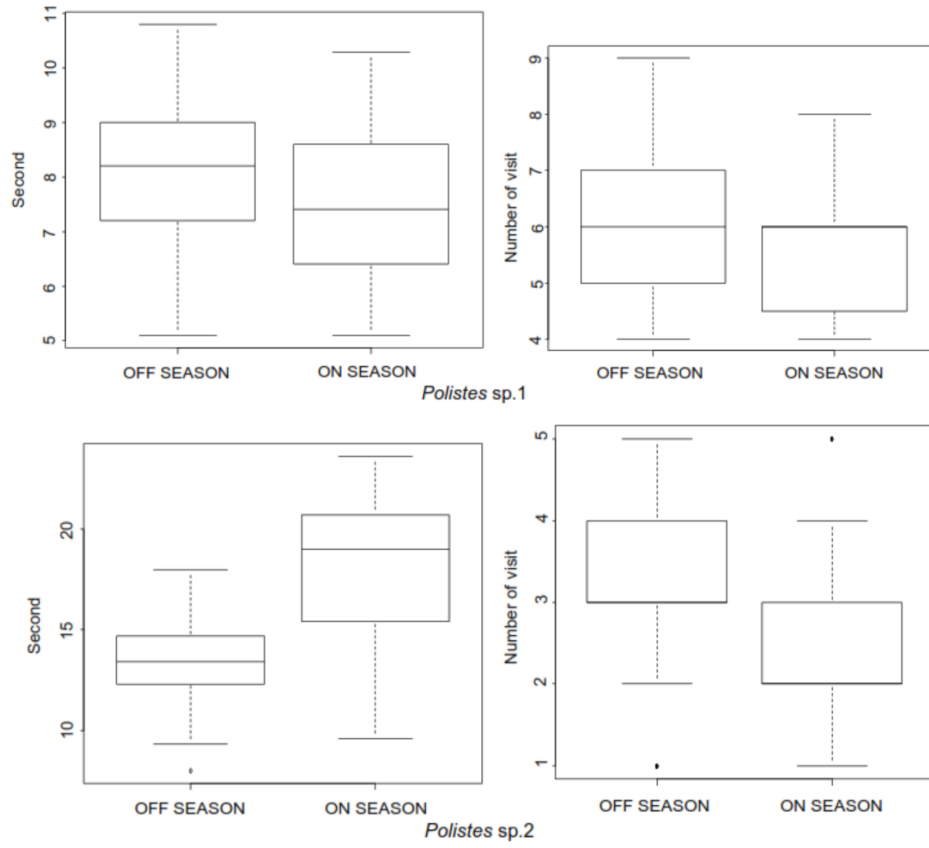 Second
11
10
9
8
7
6
5
OFF SEASON ON SEASON
Number of visit
9
8
7
6
5
4
OFF SEASON ON SEASON
Polistes sp.1
Second
20
15
10
OFF SEASON ON SEASON
Number of visit
5
4
3
2
1
OFF SEASON ON SEASON
Polistes sp.2